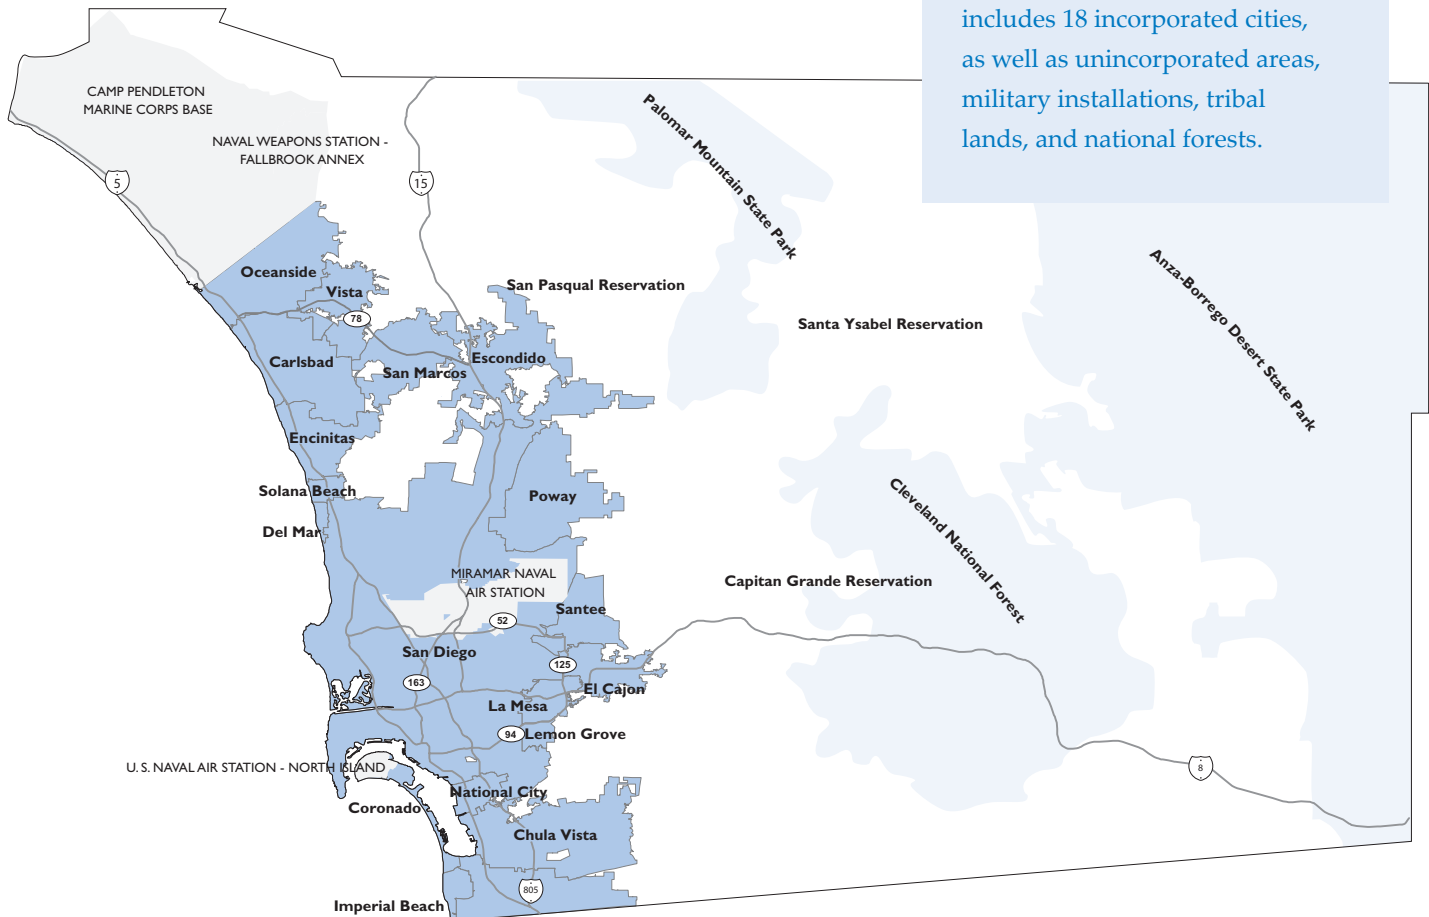 includes 18 incorporated cities,
as well as unincorporated areas,
military installations, tribal
lands, and national forests.
CAMP PENDLETON
MARINE CORPS BASE
NAVAL WEAPONS STATION -
FALLBROOK ANNEX
5
15
Palomar Mountain State Park
Anza-Borrego Desert State Park
Oceanside
Vista
San Pasqual Reservation
78
Santa Ysabel Reservation
Carlsbad
San Marcos
Escondido
Encinitas
Solana Beach
Poway
Del Mar
Cleveland National Forest
MIRAMAR NAVAL
AIR STATION
Capitan Grande Reservation
Santee
52
San Diego
125
163
El Cajon
La Mesa
94
Lemon Grove
U. S. NAVAL AIR STATION - NORTH ISLAND
8
National City
Coronado
Chula Vista
805
Imperial Beach